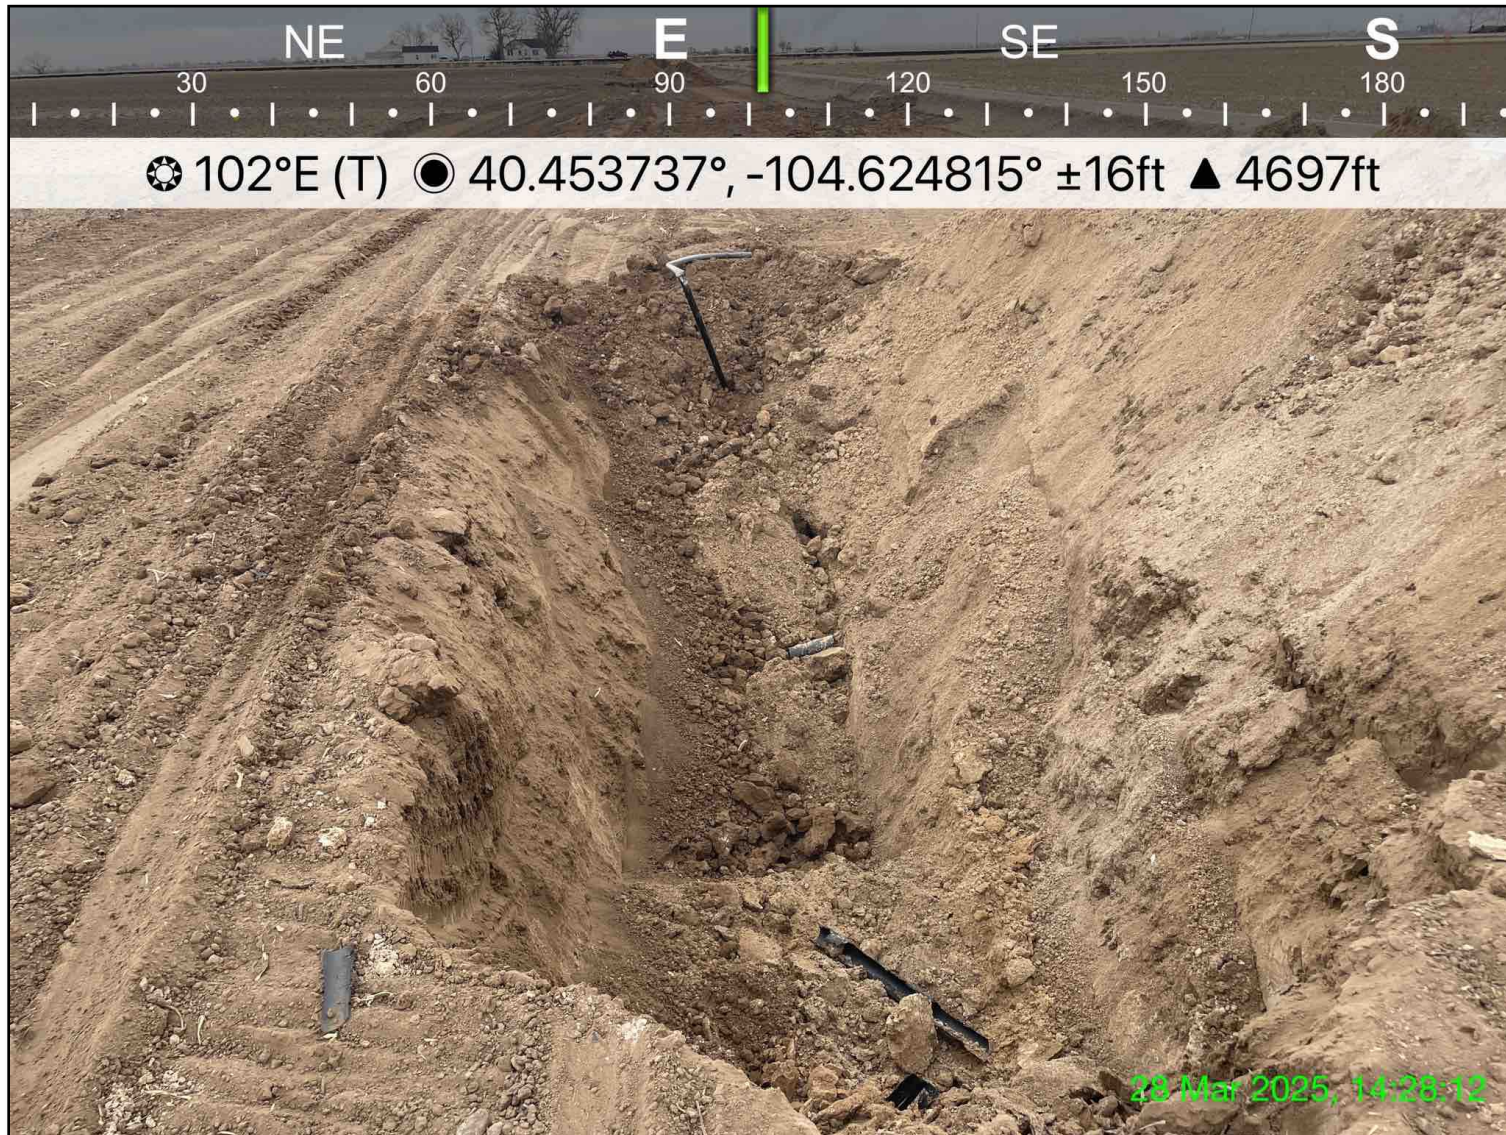 NE E SE S
30 60 90 120 150 180
102°E (T) 40.453737°, -104.624815° ±16ft ▲ 4697ft
28 Mar 2025, 14:28:12